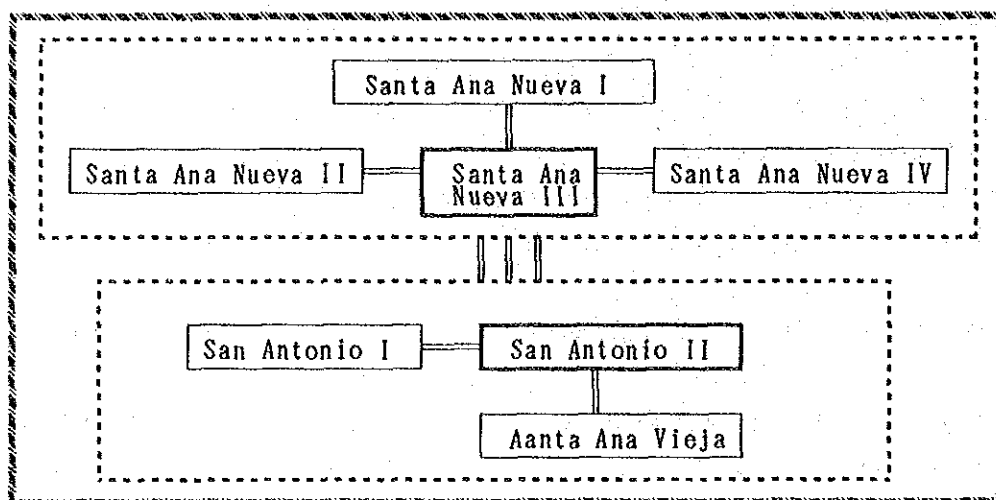 Santa Ana Nueva I
Santa Ana Nueva II
Santa Ana
Nueva III
Santa Ana Nueva IV
San Antonio I
San Antonio II
Aanta Ana Vieja